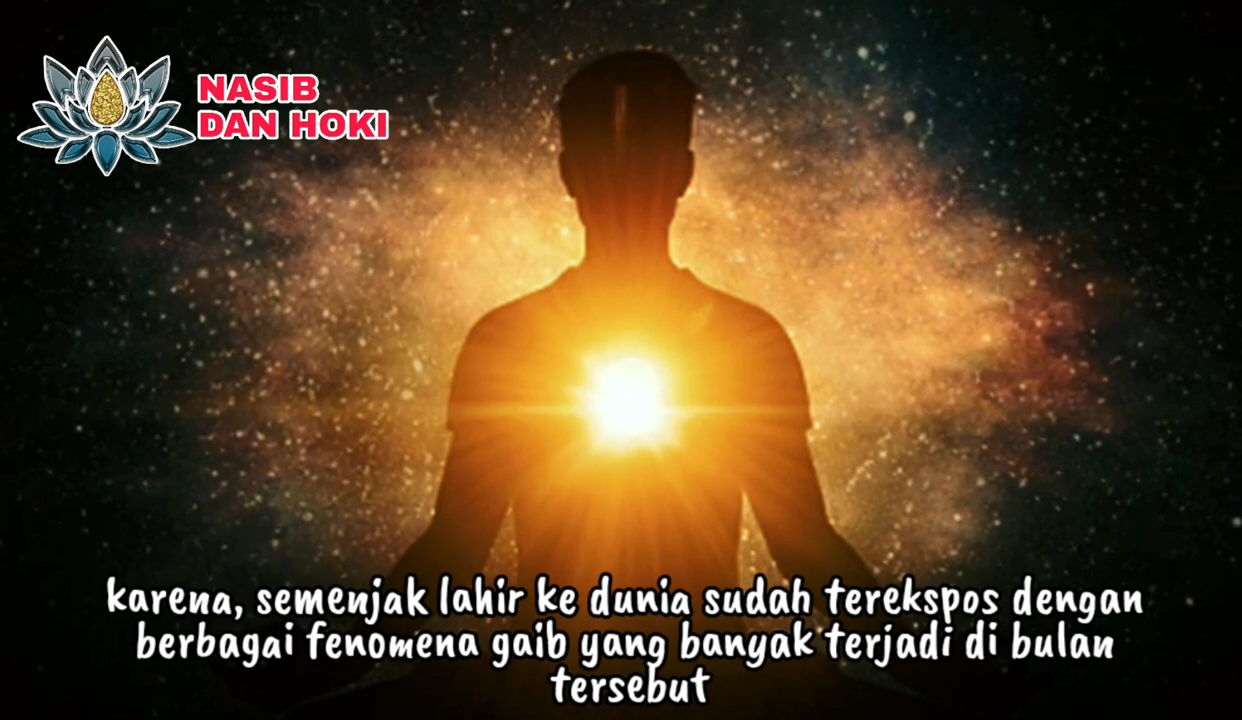 NASIB
DAN HOKI
karena, semenjak lahir ke dunia sudah terekspos dengan
berbagai fenomena gaib yang banyak terjadi di bulan
tersebut